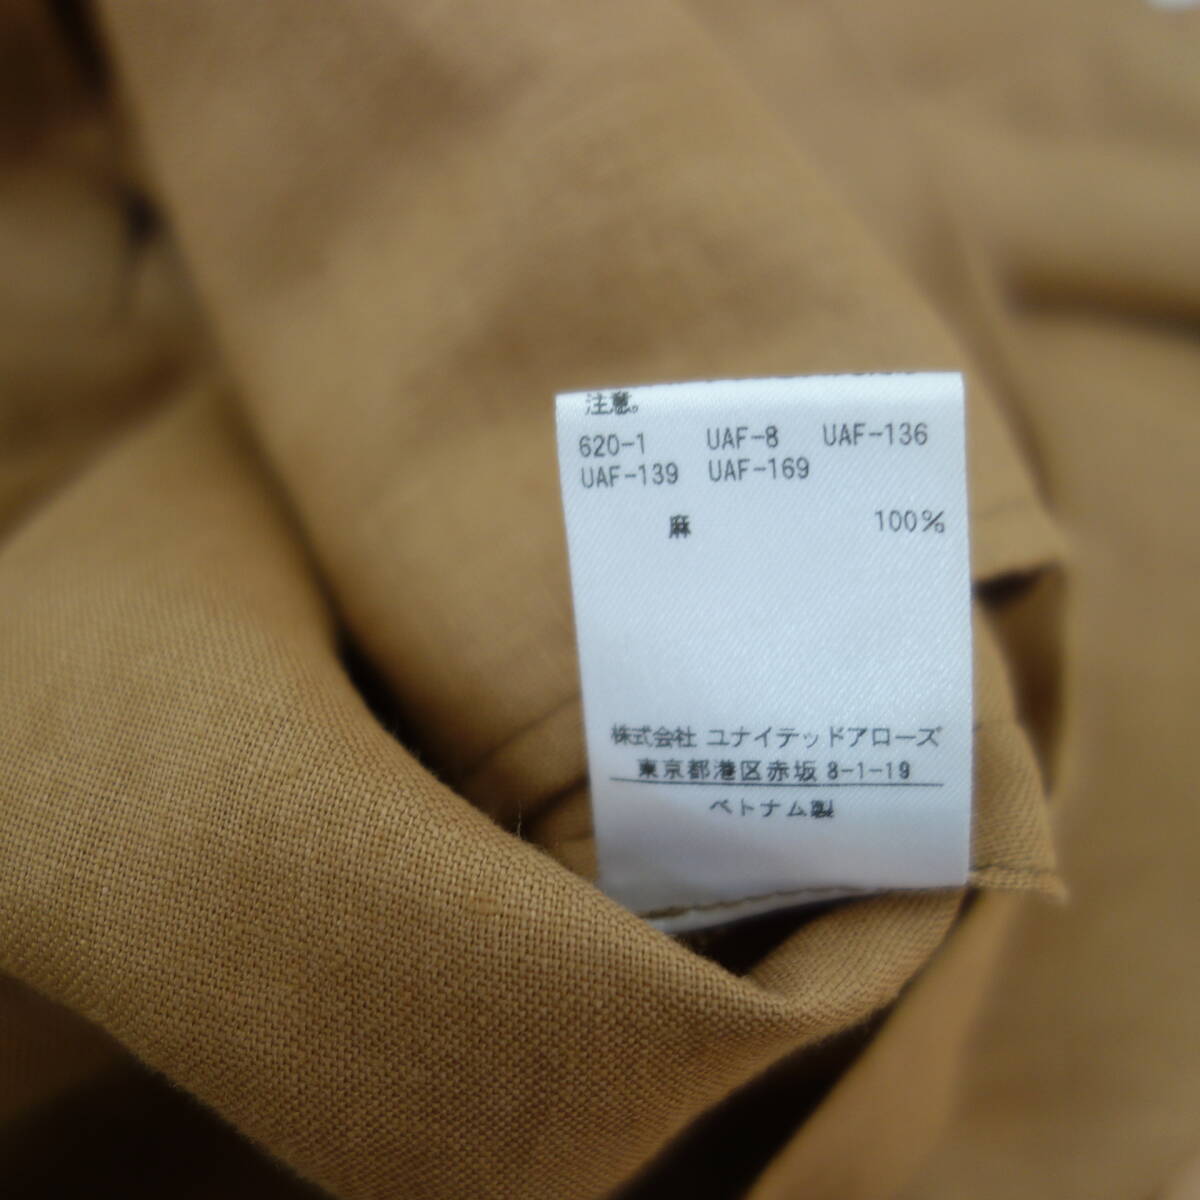 注意。
620-1 UAF-8 UAF-136
UAF-139 UAF-169
麻 100%
株式会社 ユナイテッドアローズ
東京都港区赤坂 8-1-19
ベトナム製